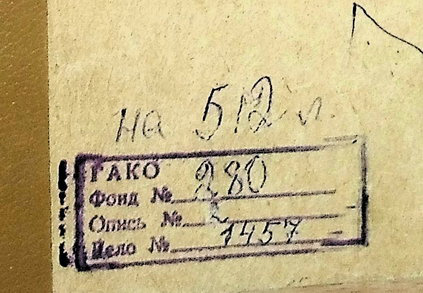 на 512 л.
ГАКО
Фонд № 280
Опись № 2
Дело № 1457